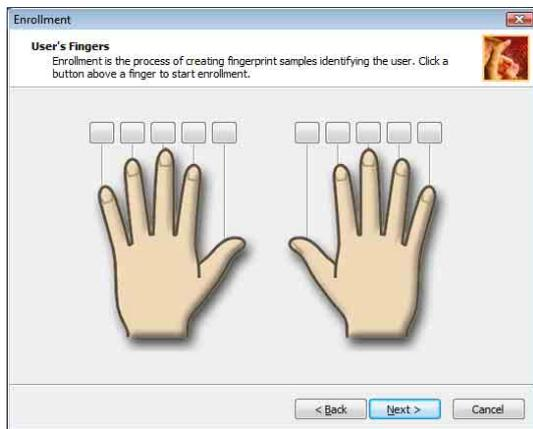 Enrollment
User's Fingers
Enrollment is the process of creating fingerprint samples identifying the user. Click a
button above a finger to start enrollment.
< Back
Next >
Cancel